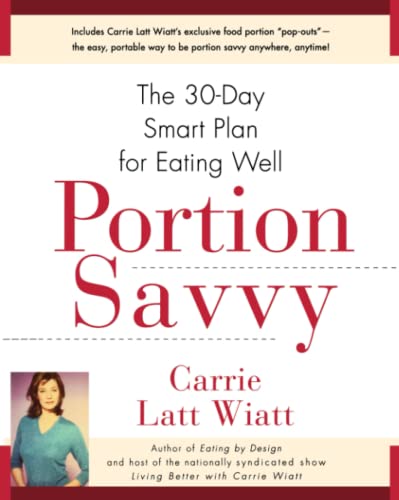 Includes Carrie Latt Wiatt's exclusive food portion "pop-outs"—
the easy, portable way to be portion savvy anywhere, anytime!
The 30-Day
Smart Plan
for Eating Well
Portion
Savvy
Carrie
Latt Wiatt
Author of Eating by Design
and host of the nationally syndicated show
Living Better with Carrie Wiatt